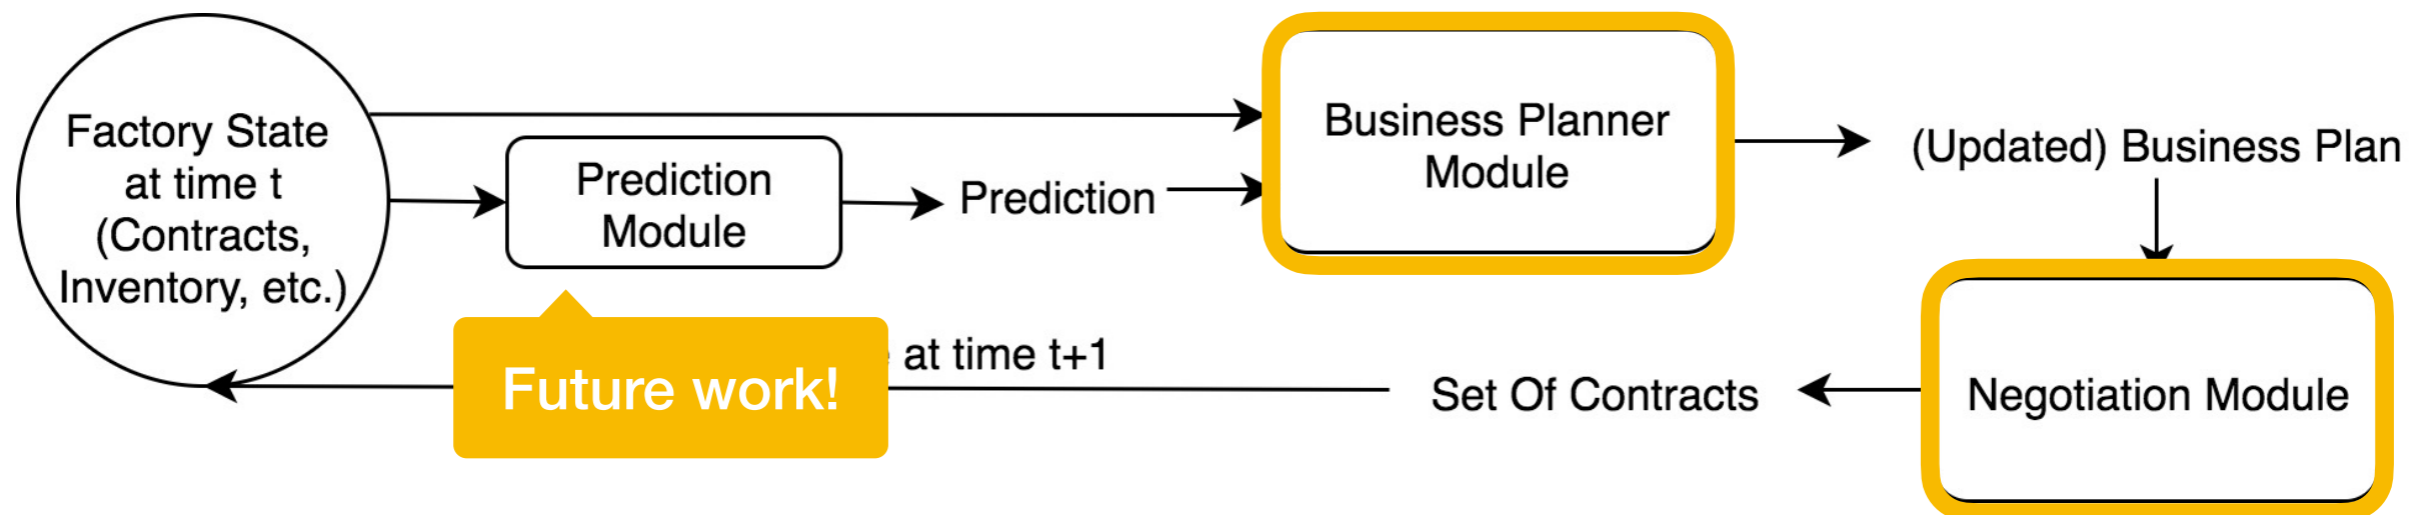 Factory State
at time t
(Contracts,
Inventory, etc.)
Prediction
Module
Prediction
Business Planner
Module
(Updated) Business Plan
Negotiation Module
Set Of Contracts
at time t+1
Future work!